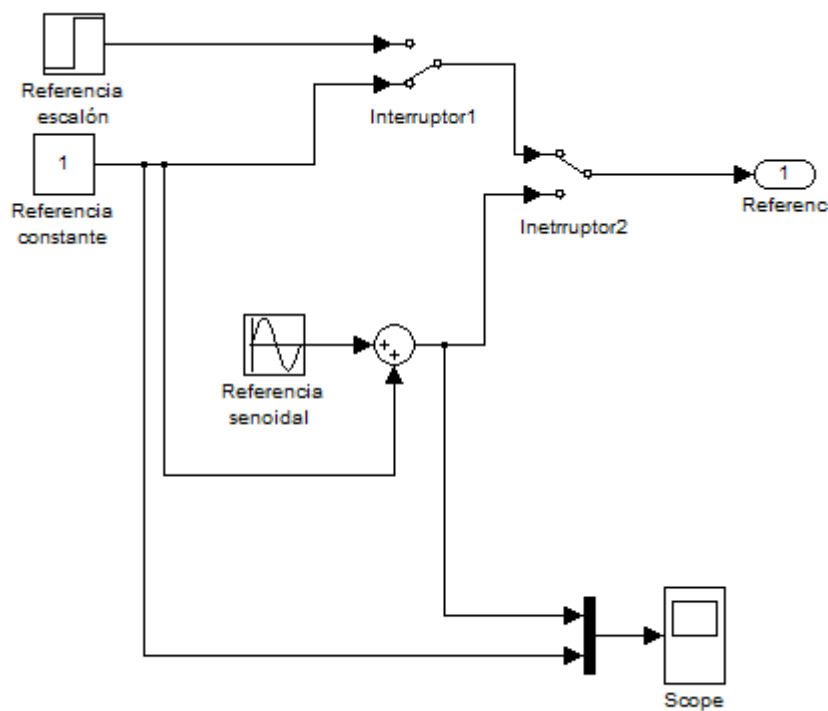 Referencia
escalón
Interruptor1
1
Referencia
constante
1
Referenc
Inetrruptor2
+
+
Referencia
senoidal
Scope